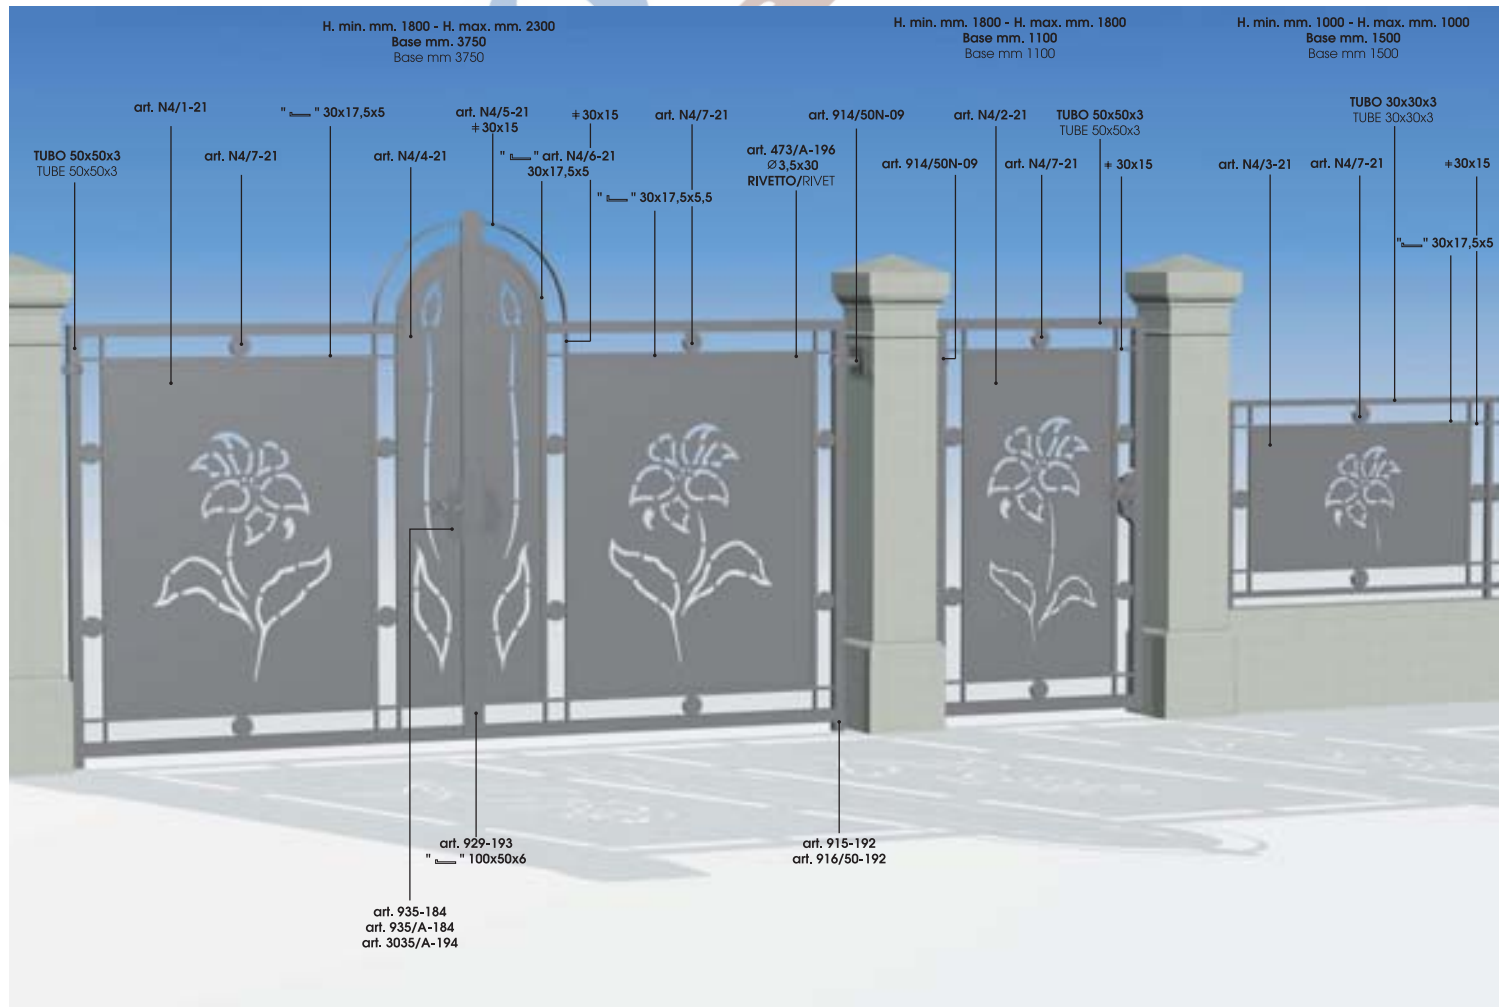 H. min. mm. 1800 - H. max. mm. 2300
Base mm. 3750
Base mm 3750
H. min. mm. 1800 - H. max. mm. 1800
Base mm. 1100
Base mm 1100
H. min. mm. 1000 - H. max. mm. 1000
Base mm. 1500
Base mm 1500
art. N4/1-21
" " 30x17,5x5
art. N4/5-21
⌗ 30x15
⌗ 30x15
art. N4/7-21
art. 914/50N-09
art. N4/2-21
TUBO 50x50x3
TUBE 50x50x3
TUBO 30x30x3
TUBE 30x30x3
TUBO 50x50x3
TUBE 50x50x3
art. N4/7-21
art. N4/4-21
" " art. N4/6-21
30x17,5x5
" " 30x17,5x5,5
art. 473/A-196
Ø 3,5x30
RIVETTO/RIVET
art. 914/50N-09
art. N4/7-21
⌗ 30x15
art. N4/3-21
art. N4/7-21
⌗ 30x15
" " 30x17,5x5
art. 929-193
" " 100x50x6
art. 915-192
art. 916/50-192
art. 935-184
art. 935/A-184
art. 3035/A-194